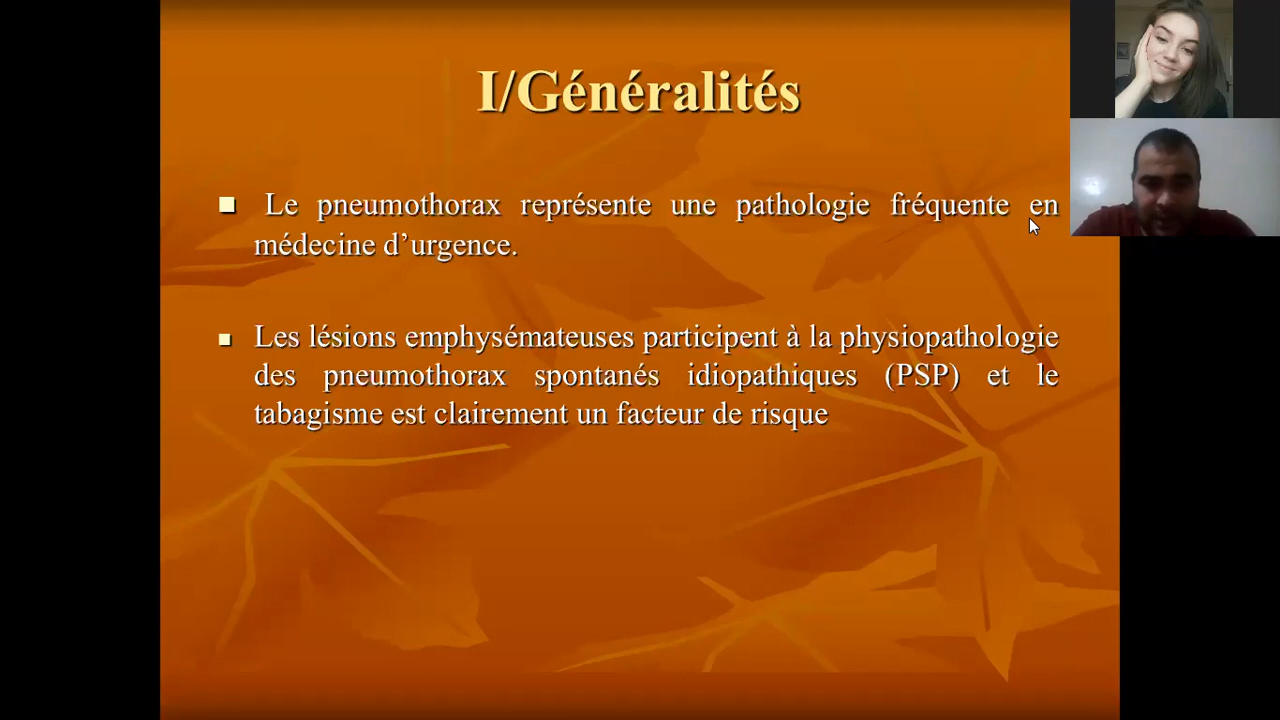 I/Généralités
Le pneumothorax représente une pathologie fréquente en
médecine d’urgence.
Les lésions emphysémateuses participent à la physiopathologie
des pneumothorax spontanés idiopathiques (PSP) et le
tabagisme est clairement un facteur de risque